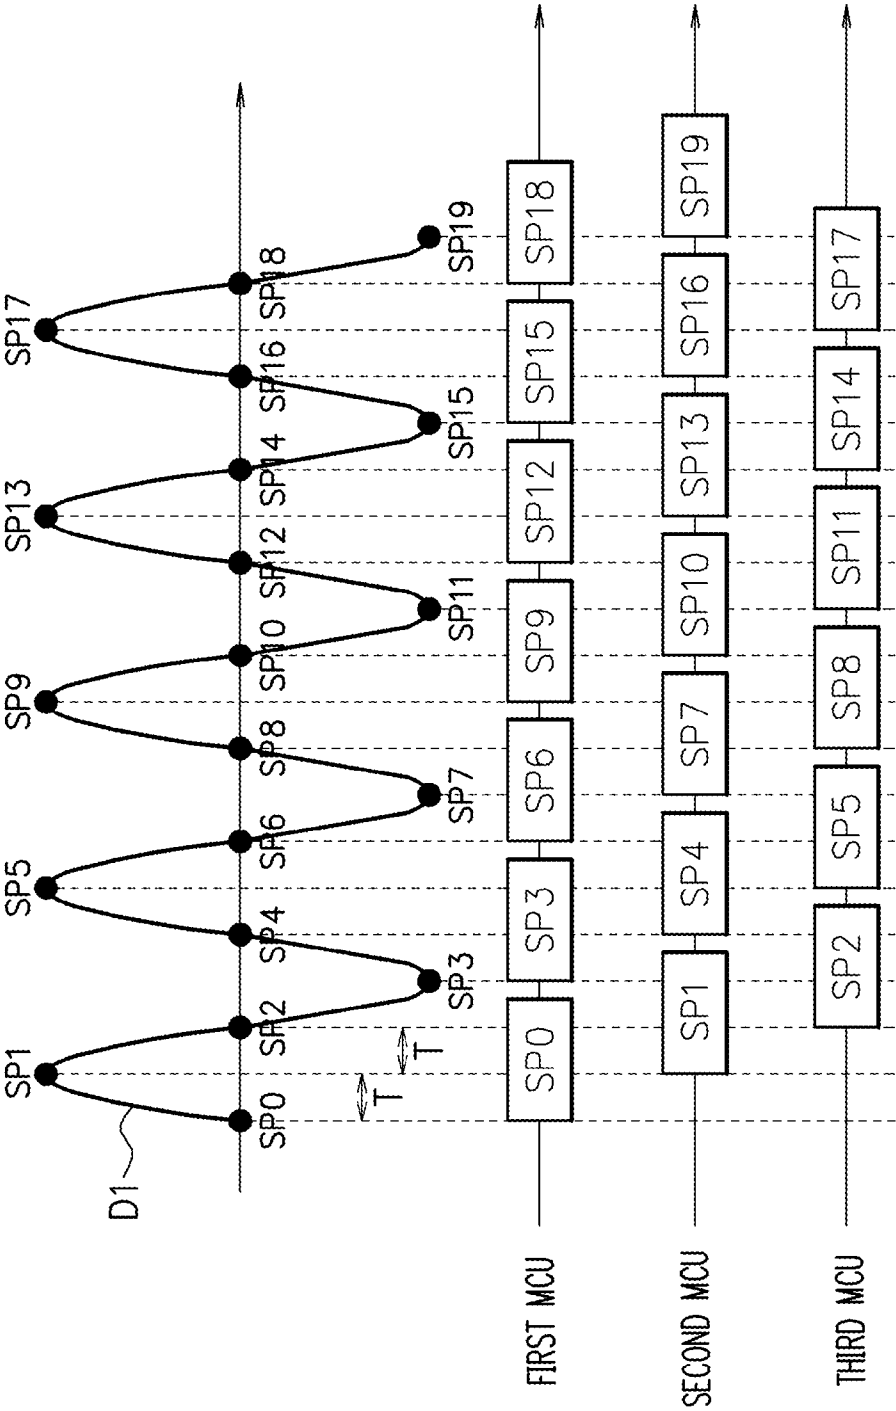 SP1
SP5
SP9
SP13
SP17
D1
SP0
SP2
SP4
SP6
SP8
SP10
SP12
SP14
SP16
SP18
T
T
SP3
SP7
SP11
SP15
SP19
FIRST MCU
SP0
SP3
SP6
SP9
SP12
SP15
SP18
SECOND MCU
SP1
SP4
SP7
SP10
SP13
SP16
SP19
THIRD MCU
SP2
SP5
SP8
SP11
SP14
SP17